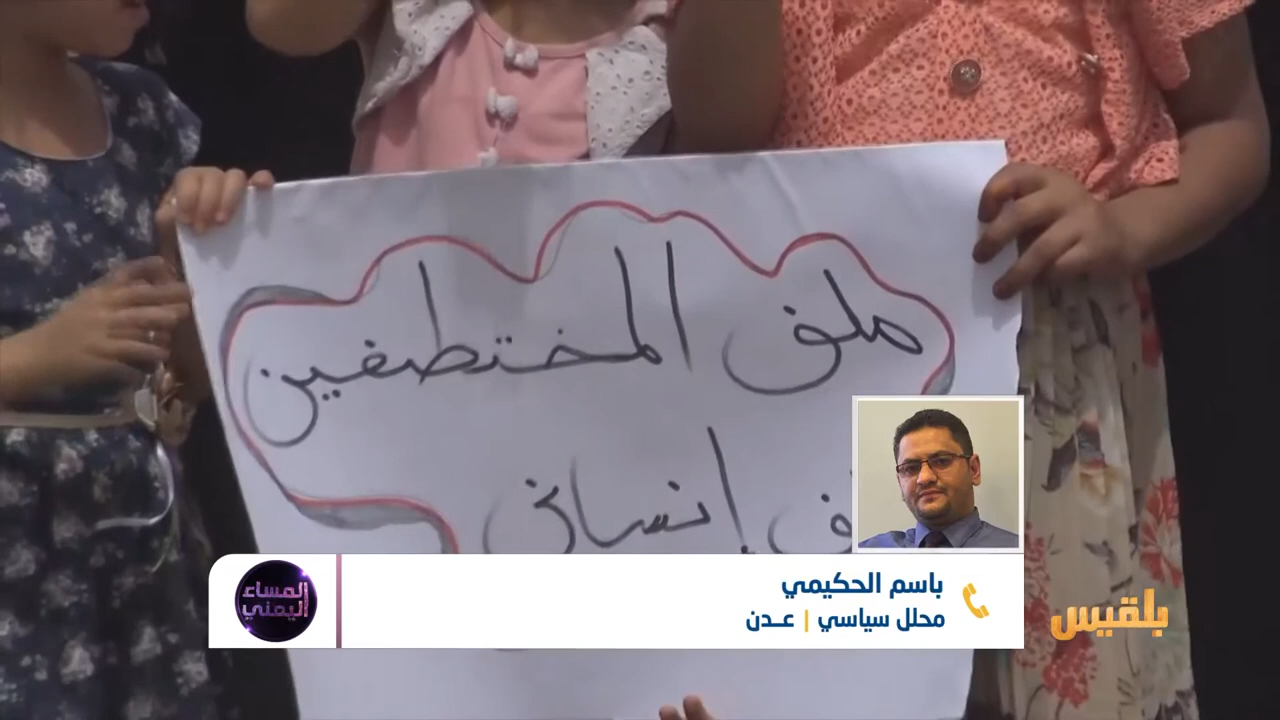 ملف المختطفين
ف إنساني
باسم الحكيمي
محلل سياسي | عدن
المساء
اليمني
بلقيس